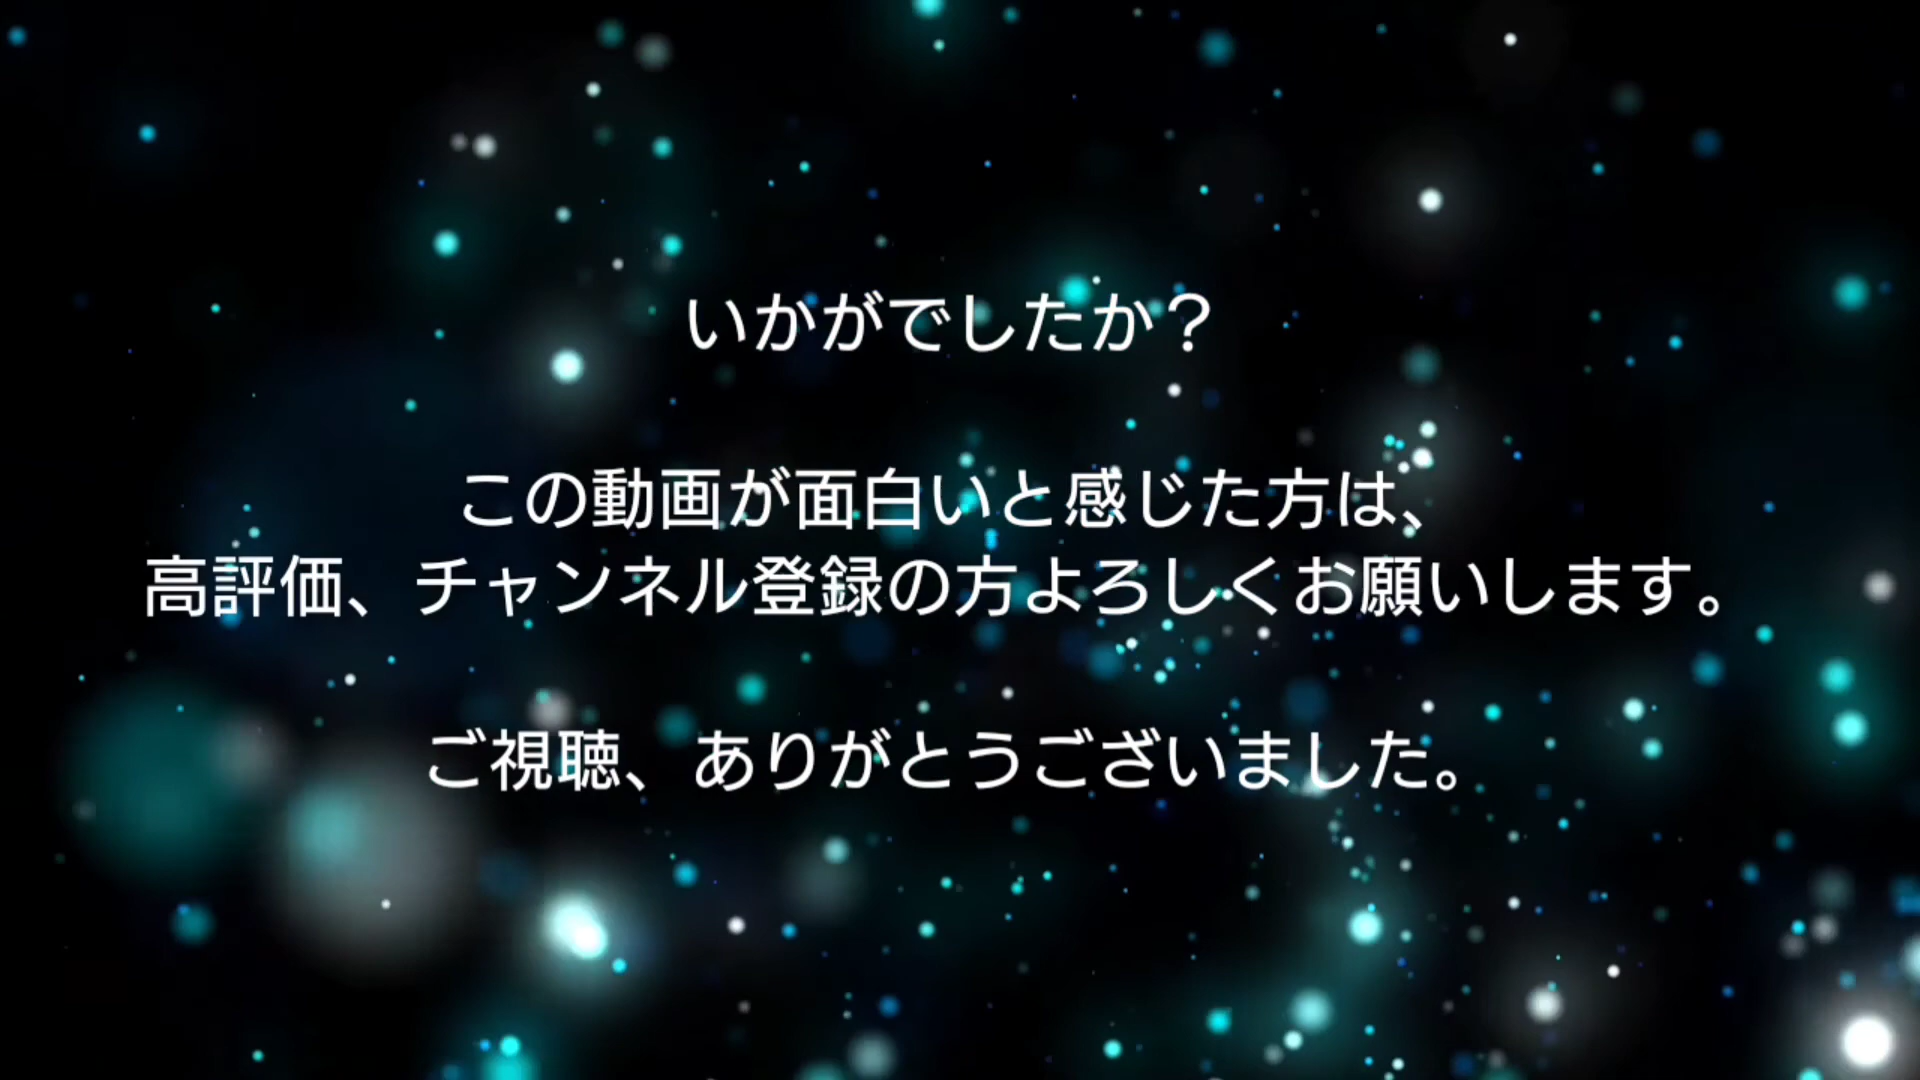 いかがでしたか？
この動画が面白いと感じた方は、
高評価、チャンネル登録の方よろしくお願いします。
ご視聴、ありがとうございました。